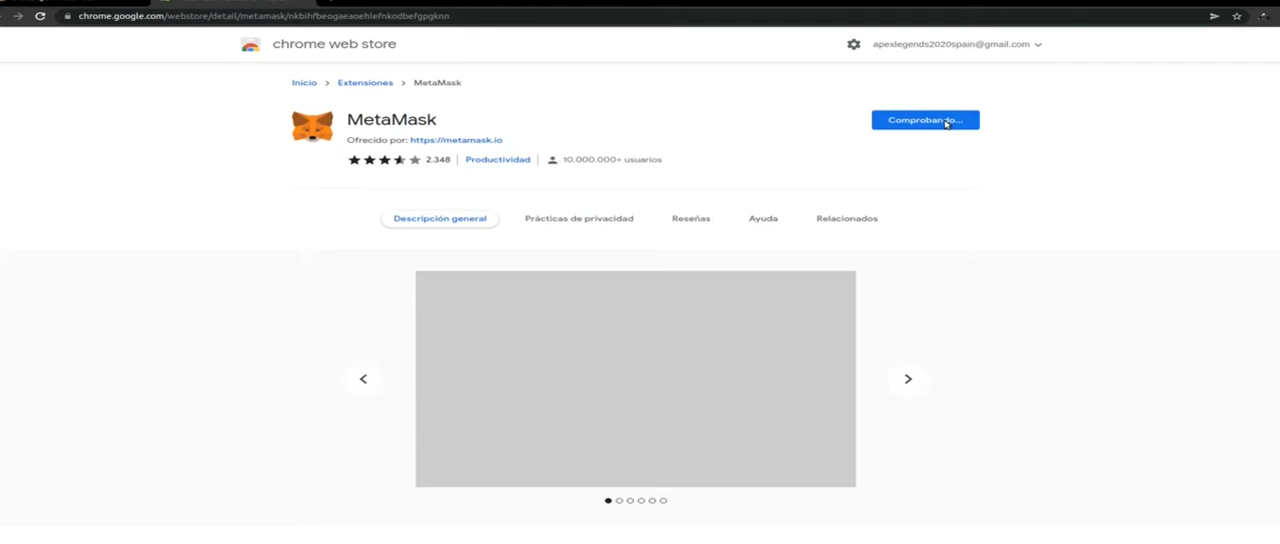 chrome.google.com/webstore/detail/metamask/nkbihfbeogaeaoehlefnkodbefgpgknn
chrome web store
apexlegends2020spain@gmail.com
Inicio > Extensiones > MetaMask
MetaMask
Comprobando...
Ofrecido por: https://metamask.io
2.348 | Productividad | 10.000.000+ usuarios
Descripción general
Prácticas de privacidad
Reseñas
Ayuda
Relacionados